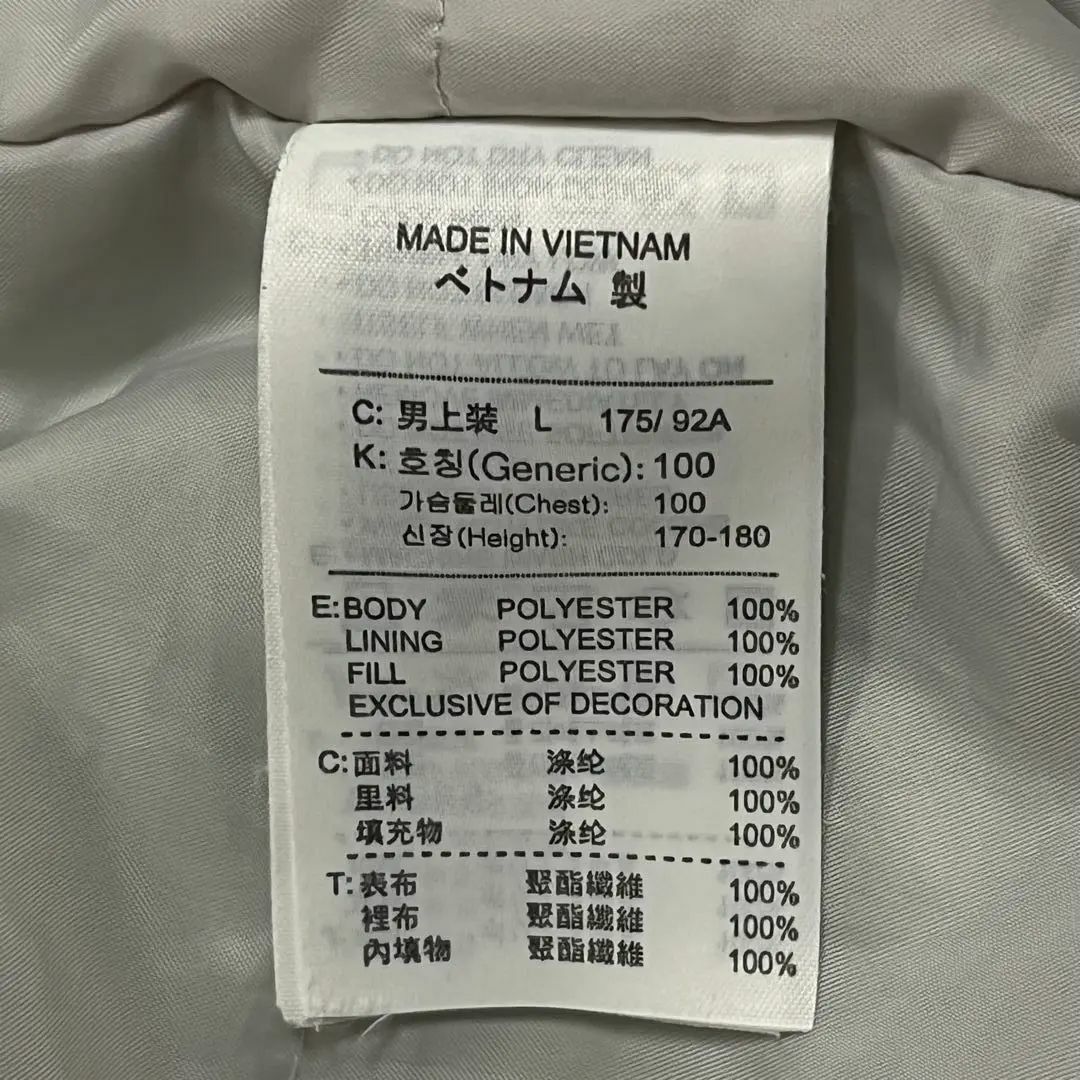 MADE IN VIETNAM
ベトナム 製
C: 男上装 L 175/ 92A
K: 호칭(Generic): 100
가슴둘레(Chest): 100
신장(Height): 170-180
E:BODY POLYESTER 100%
LINING POLYESTER 100%
FILL POLYESTER 100%
EXCLUSIVE OF DECORATION
C:面料 涤纶 100%
里料 涤纶 100%
填充物 涤纶 100%
T:表布 聚酯纖維 100%
裡布 聚酯纖維 100%
內填物 聚酯纖維 100%